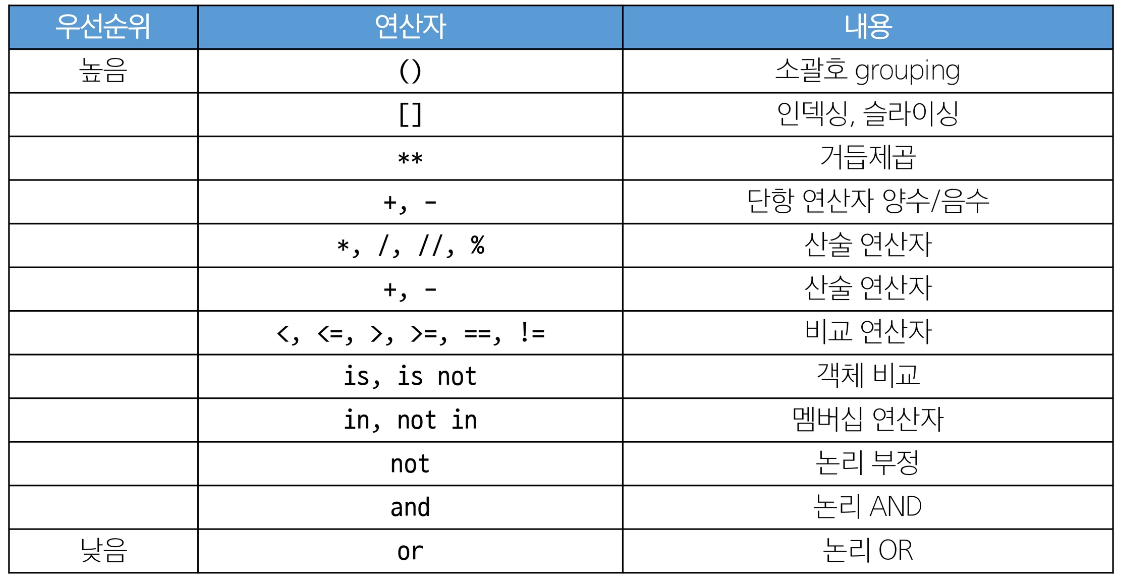 우선순위 연산자 내용
높음 () 소괄호 grouping
[] 인덱싱, 슬라이싱
** 거듭제곱
+, - 단항 연산자 양수/음수
*, /, //, % 산술 연산자
+, - 산술 연산자
<, <=, >, >=, ==, != 비교 연산자
is, is not 객체 비교
in, not in 멤버십 연산자
not 논리 부정
and 논리 AND
낮음 or 논리 OR